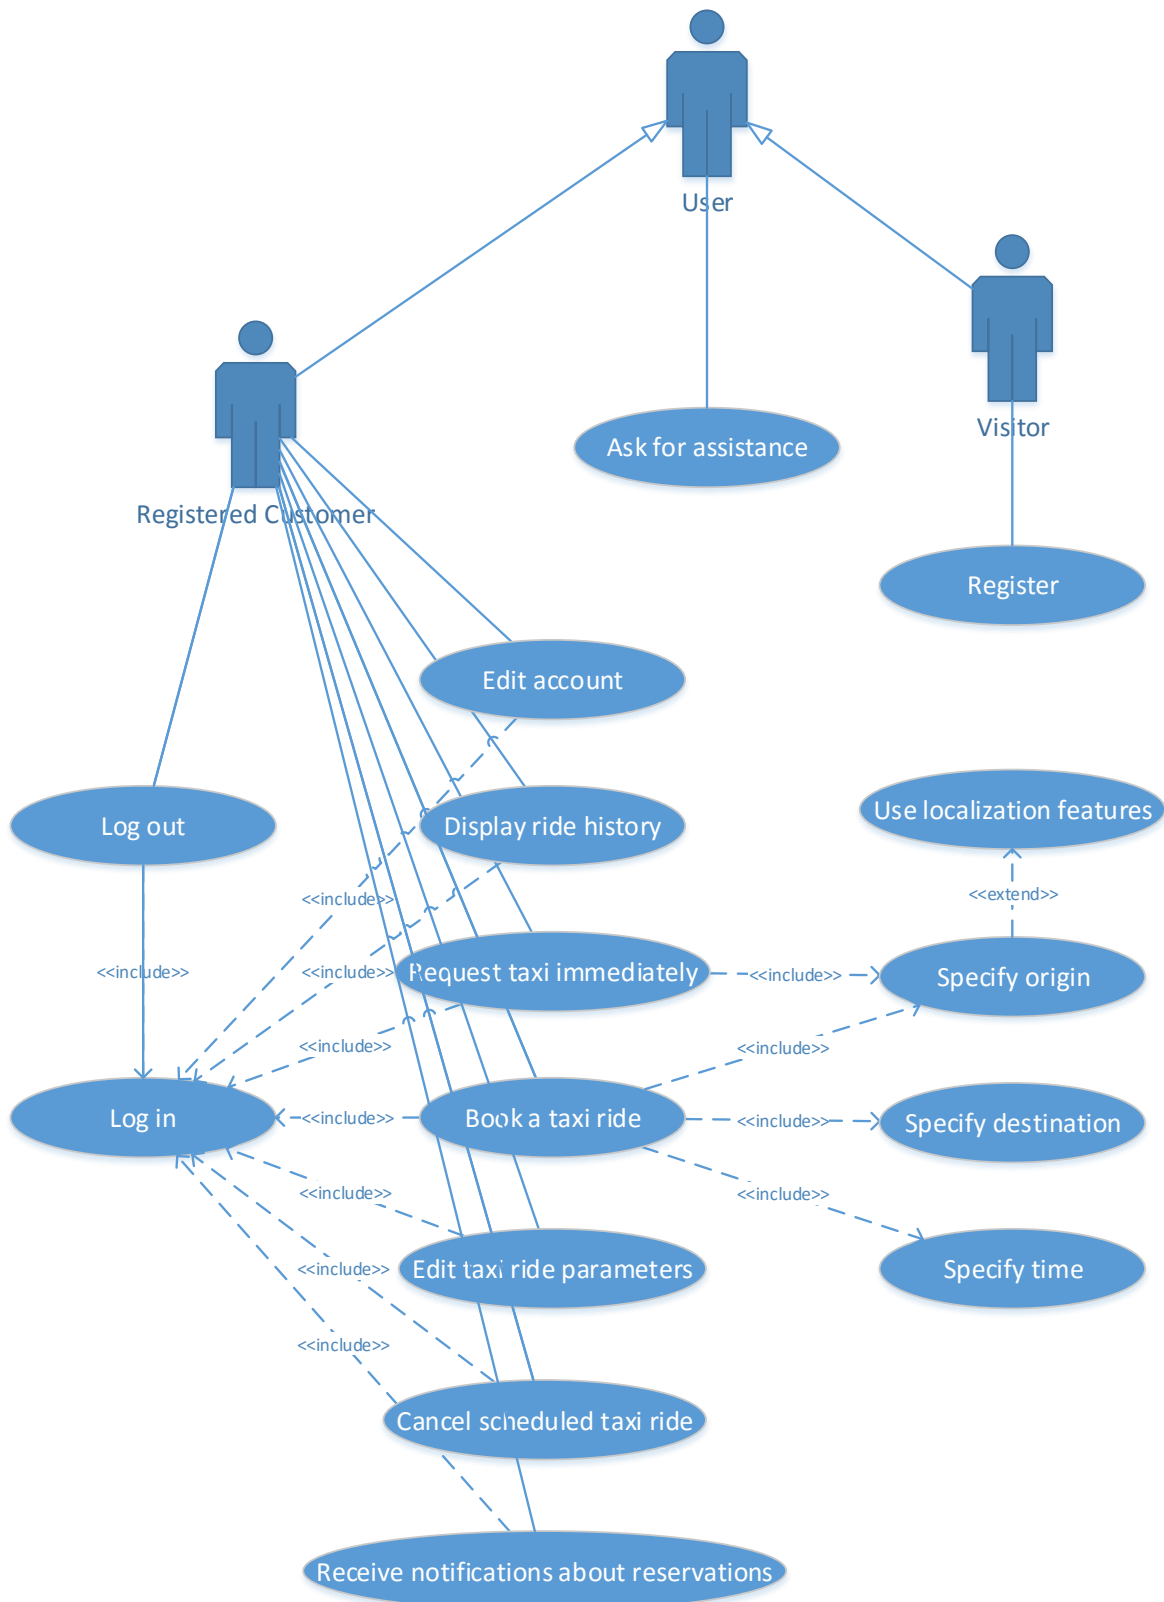 User
Visitor
Ask for assistance
Registered Customer
Register
Edit account
Log out
Display ride history
Use localization features
<<include>>
<<extend>>
<<include>>
<<include>>
Request taxi immediately
<<include>>
Specify origin
<<include>>
<<include>>
Log in
<<include>>
Book a taxi ride
<<include>>
Specify destination
<<include>>
<<include>>
<<include>>
Edit taxi ride parameters
Specify time
<<include>>
Cancel scheduled taxi ride
Receive notifications about reservations